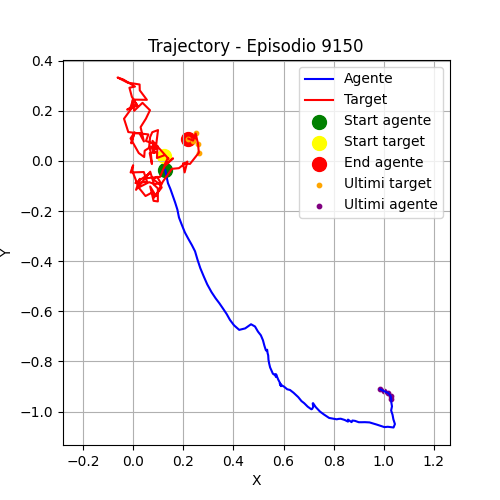 Trajectory - Episodio 9150
Agente
Target
Start agente
Start target
End agente
Ultimi target
Ultimi agente
0.4
0.2
0.0
−0.2
−0.4
−0.6
−0.8
−1.0
Y
−0.2
0.0
0.2
0.4
0.6
0.8
1.0
1.2
X